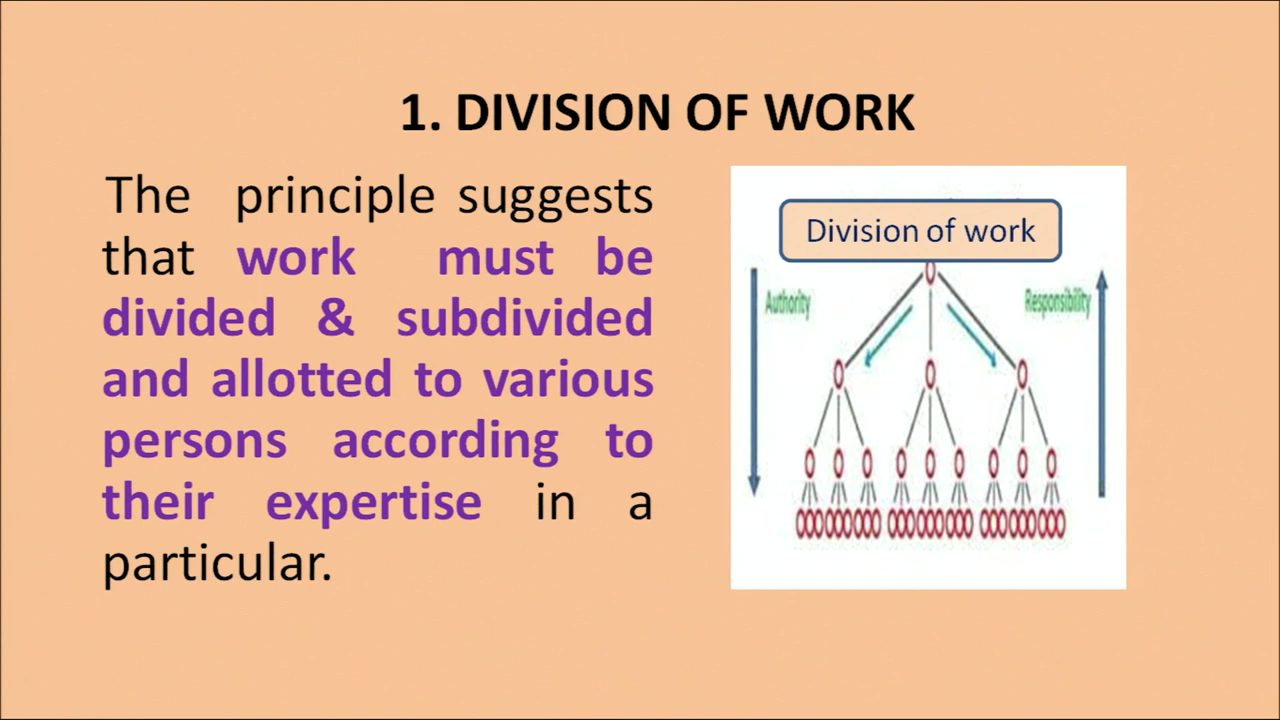 1. DIVISION OF WORK
The principle suggests
that work must be
divided & subdivided
and allotted to various
persons according to
their expertise in a
particular.
Division of work
Authority
Responsibility